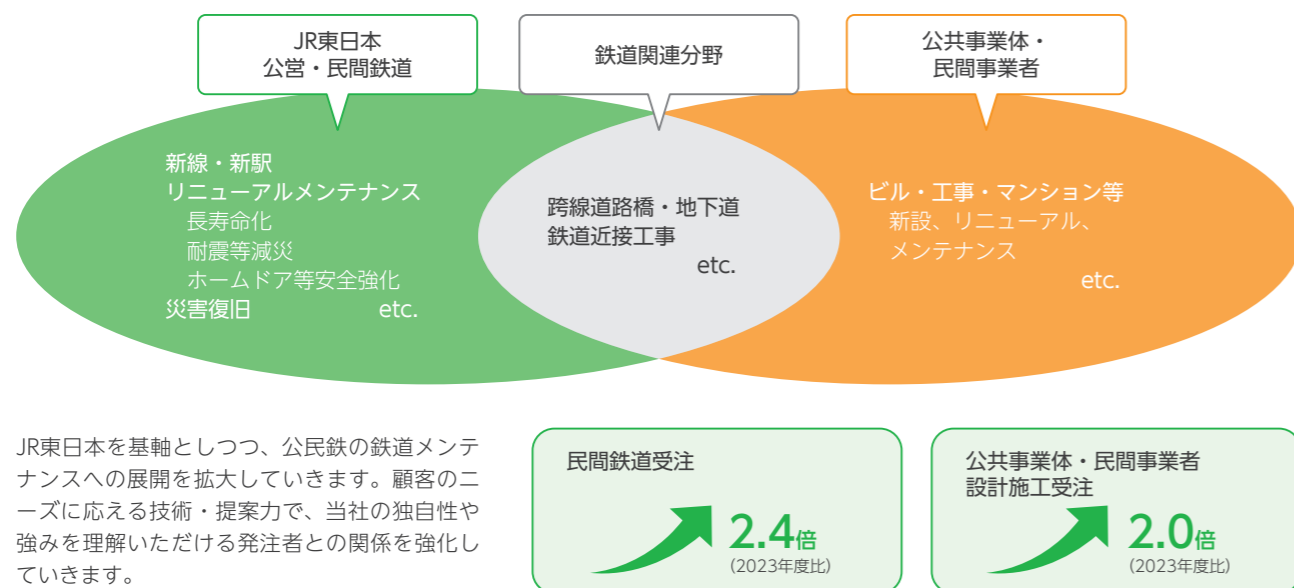 JR東日本
公営・民間鉄道
鉄道関連分野
公共事業体・
民間事業者
新線・新駅
リニューアルメンテナンス
長寿命化
耐震等減災
ホームドア等安全強化
災害復旧 etc.
跨線道路橋・地下道
鉄道近接工事
etc.
ビル・工事・マンション等
新設、リニューアル、
メンテナンス
etc.
JR東日本を基軸としつつ、公民鉄の鉄道メンテ
ナンスへの展開を拡大していきます。顧客のニ
ーズに応える技術・提案力で、当社の独自性や
強みを理解いただける発注者との関係を強化し
ていきます。
民間鉄道受注
2.4倍
(2023年度比)
公共事業体・民間事業者
設計施工受注
2.0倍
(2023年度比)